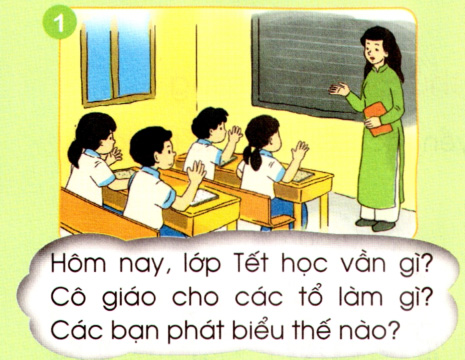 1
Hôm nay, lớp Tết học vần gì?
Cô giáo cho các tổ làm gì?
Các bạn phát biểu thế nào?